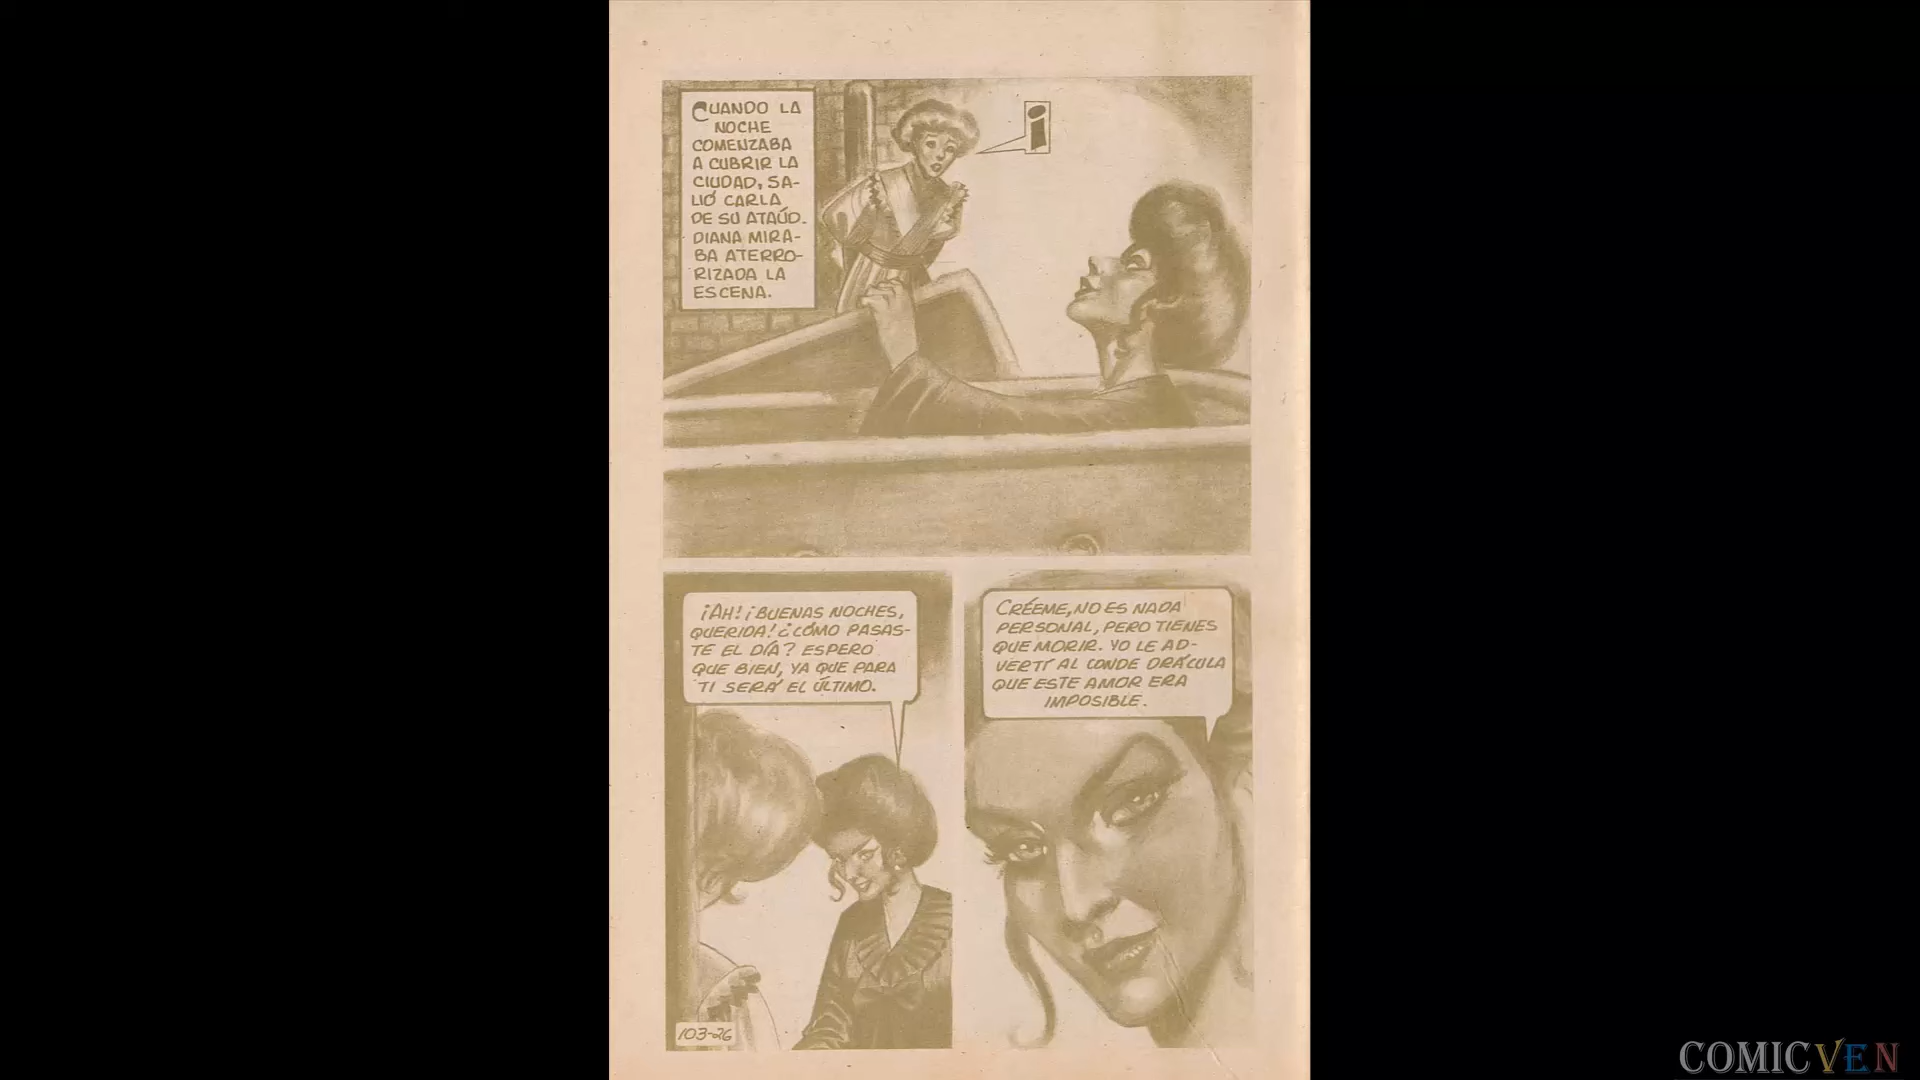 CUANDO LA
NOCHE
COMENZABA
A CUBRIR LA
CIUDAD, SA-
LIÓ CARLA
DE SU ATAÚD.
DIANA MIRA-
BA ATERRO-
RIZADA LA
ESCENA.
¡
¡AH! ¡BUENAS NOCHES,
QUERIDA! ¿CÓMO PASAS-
TE EL DÍA? ESPERO
QUE BIEN, YA QUE PARA
TI SERÁ EL ÚLTIMO.
CRÉEME, NO ES NADA
PERSONAL, PERO TIENES
QUE MORIR. YO LE AD-
VERTÍ AL CONDE DRÁCULA
QUE ESTE AMOR ERA
IMPOSIBLE.
103-26
COMICVEN